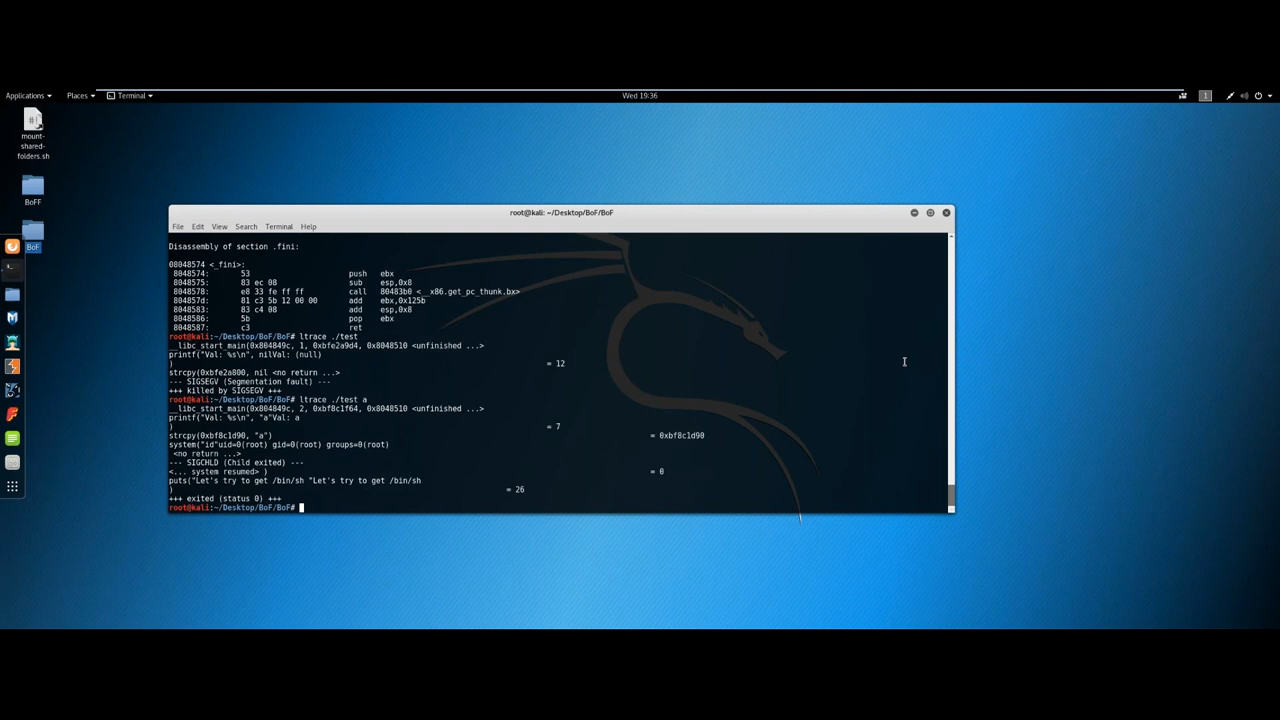 Applications
Places
Terminal
Wed 19:36
1
mount-
shared-
folders.sh
BoFF
BoF
root@kali: ~/Desktop/BoF/BoF
File Edit View Search Terminal Help
Disassembly of section .fini:
08048574 <_fini>:
8048574: 53 push ebx
8048575: 83 ec 08 sub esp,0x8
8048578: e8 33 fe ff ff call 80483b0 <__x86.get_pc_thunk.bx>
804857d: 81 c3 5b 12 00 00 add ebx,0x125b
8048583: 83 c4 08 add esp,0x8
8048586: 5b pop ebx
8048587: c3 ret
root@kali:~/Desktop/BoF/BoF# ltrace ./test
__libc_start_main(0x804849c, 1, 0xbfe2a9d4, 0x8048510 <unfinished ...>
printf("Val: %s\n", nilVal: (null)
) = 12
strcpy(0xbfe2a800, nil <no return ...>
--- SIGSEGV (Segmentation fault) ---
+++ killed by SIGSEGV +++
root@kali:~/Desktop/BoF/BoF# ltrace ./test a
__libc_start_main(0x804849c, 2, 0xbf8c1f64, 0x8048510 <unfinished ...>
printf("Val: %s\n", "a"Val: a
) = 7
strcpy(0xbf8c1d90, "a") = 0xbf8c1d90
system("id"uid=0(root) gid=0(root) groups=0(root)
<no return ...>
--- SIGCHLD (Child exited) ---
<... system resumed> ) = 0
puts("Let's try to get /bin/sh "Let's try to get /bin/sh
) = 26
+++ exited (status 0) +++
root@kali:~/Desktop/BoF/BoF#